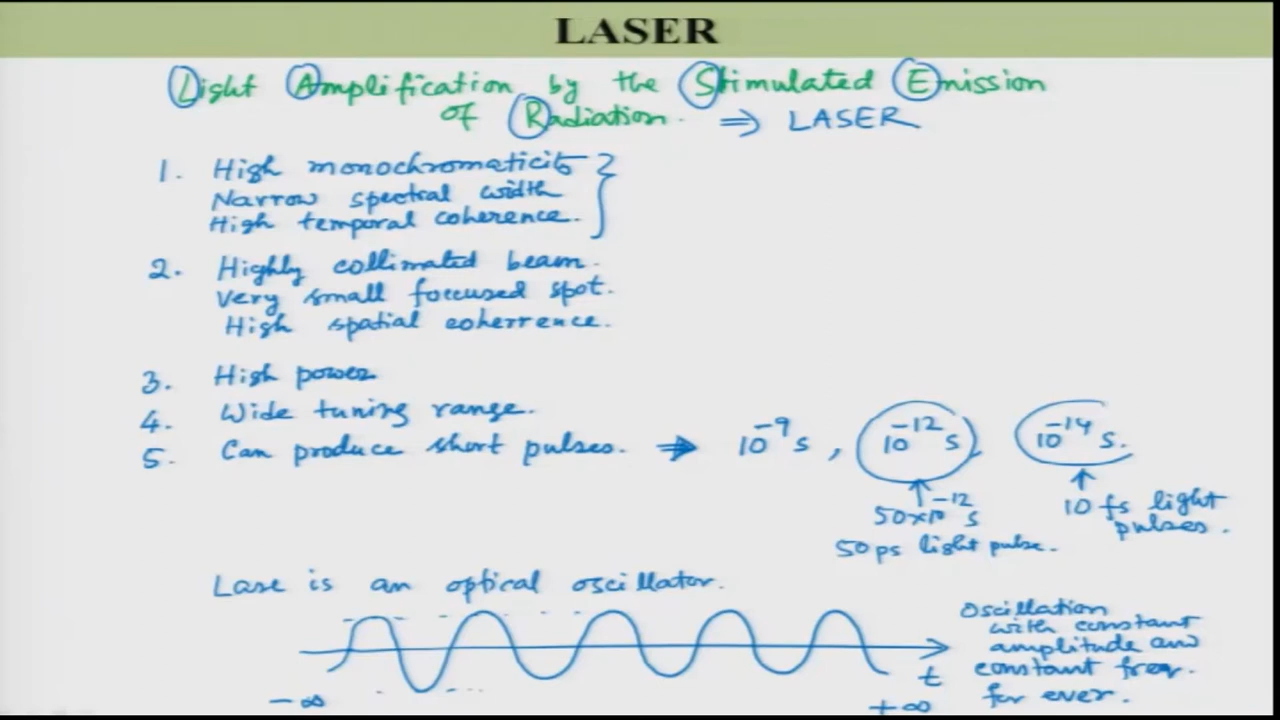 LASER
Light Amplification by the Stimulated Emission
of Radiation. ⇒ LASER
1. High monochromaticity
Narrow spectral width
High temporal coherence.
2. Highly collimated beam.
Very small foccused spot.
High spatial coherrence.
3. High power
4. Wide tuning range.
5. Can produce short pulses. → 10⁻⁹ s, 10⁻¹² s, 10⁻¹⁴ s.
50×10⁻¹² s
50 ps light pulse.
10 fs light
pulses.
Lase is an optical oscillator.
Oscillation
with constant
amplitude and
constant freq.
for ever.
t
-∞
+∞